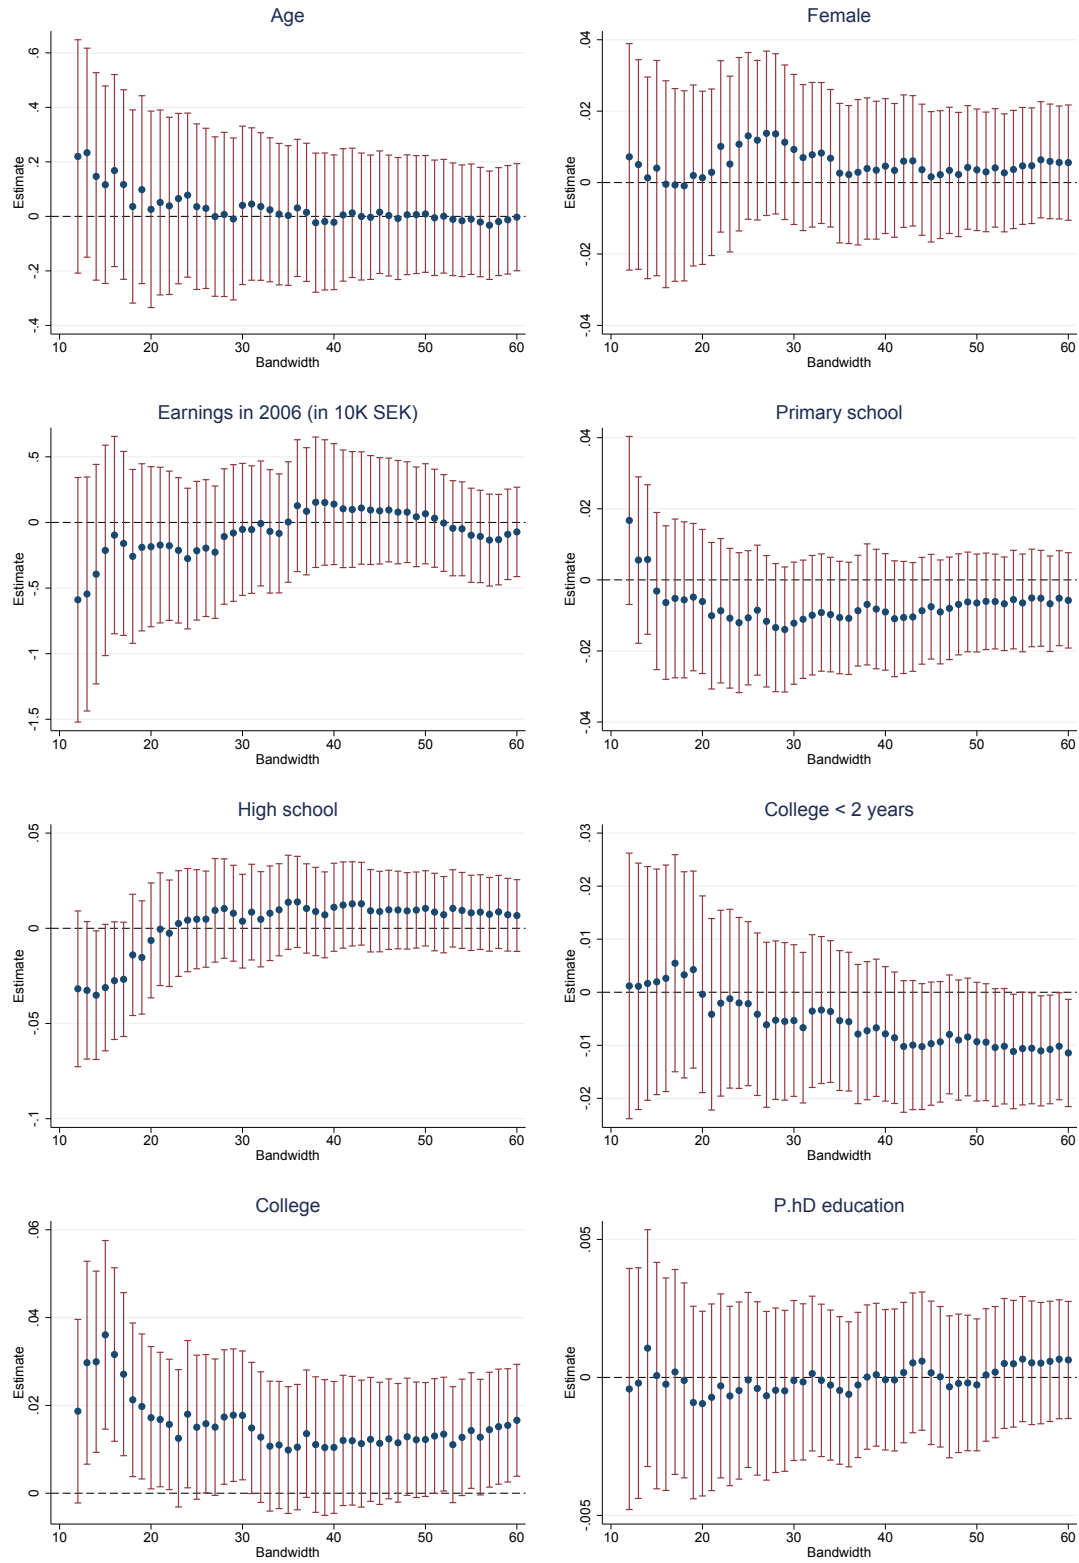 Age
Estimate
.6
.4
.2
0
-.2
-.4
10 20 30 40 50 60
Bandwidth
Female
Estimate
.04
.02
0
-.02
-.04
10 20 30 40 50 60
Bandwidth
Earnings in 2006 (in 10K SEK)
Estimate
.5
0
-.5
-1
-1.5
10 20 30 40 50 60
Bandwidth
Primary school
Estimate
.04
.02
0
-.02
-.04
10 20 30 40 50 60
Bandwidth
High school
Estimate
.05
0
-.05
-.1
10 20 30 40 50 60
Bandwidth
College < 2 years
Estimate
.03
.02
.01
0
-.01
-.02
10 20 30 40 50 60
Bandwidth
College
Estimate
.06
.04
.02
0
10 20 30 40 50 60
Bandwidth
P.hD education
Estimate
.005
0
-.005
10 20 30 40 50 60
Bandwidth